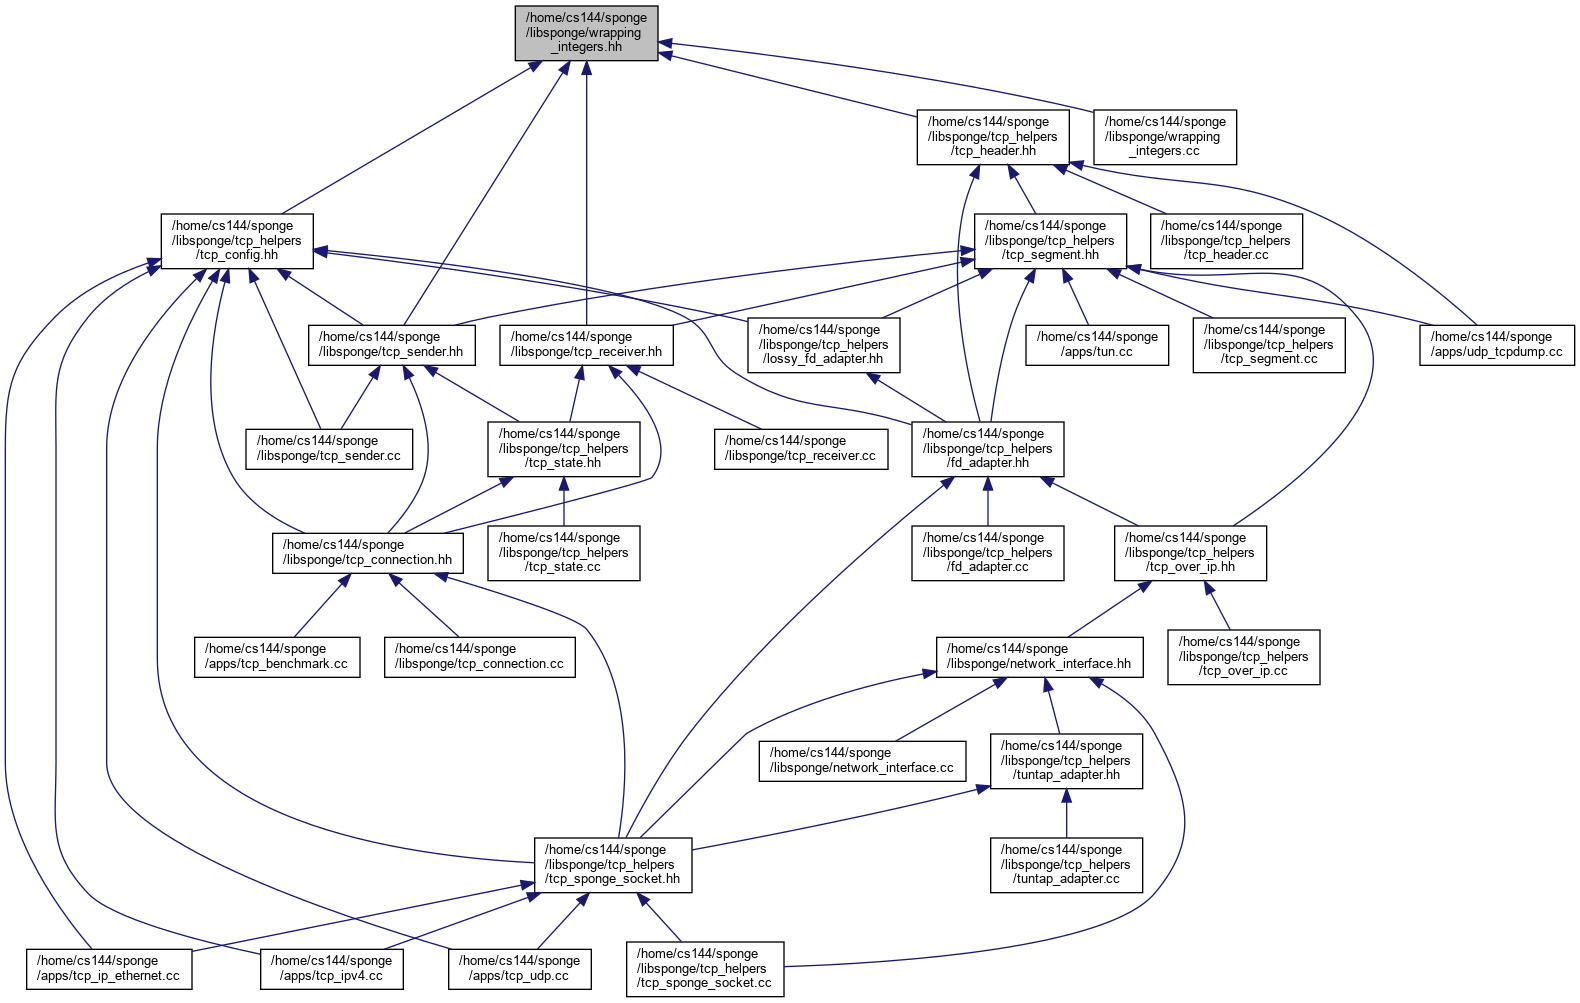 /home/cs144/sponge
/libsponge/wrapping
_integers.hh
/home/cs144/sponge
/libsponge/tcp_helpers
/tcp_header.hh
/home/cs144/sponge
/libsponge/wrapping
_integers.cc
/home/cs144/sponge
/libsponge/tcp_helpers
/tcp_config.hh
/home/cs144/sponge
/libsponge/tcp_helpers
/tcp_segment.hh
/home/cs144/sponge
/libsponge/tcp_helpers
/tcp_header.cc
/home/cs144/sponge
/libsponge/tcp_sender.hh
/home/cs144/sponge
/libsponge/tcp_receiver.hh
/home/cs144/sponge
/libsponge/tcp_helpers
/lossy_fd_adapter.hh
/home/cs144/sponge
/apps/tun.cc
/home/cs144/sponge
/libsponge/tcp_helpers
/tcp_segment.cc
/home/cs144/sponge
/apps/udp_tcpdump.cc
/home/cs144/sponge
/libsponge/tcp_sender.cc
/home/cs144/sponge
/libsponge/tcp_helpers
/tcp_state.hh
/home/cs144/sponge
/libsponge/tcp_receiver.cc
/home/cs144/sponge
/libsponge/tcp_helpers
/fd_adapter.hh
/home/cs144/sponge
/libsponge/tcp_connection.hh
/home/cs144/sponge
/libsponge/tcp_helpers
/tcp_state.cc
/home/cs144/sponge
/libsponge/tcp_helpers
/fd_adapter.cc
/home/cs144/sponge
/libsponge/tcp_helpers
/tcp_over_ip.hh
/home/cs144/sponge
/apps/tcp_benchmark.cc
/home/cs144/sponge
/libsponge/tcp_connection.cc
/home/cs144/sponge
/libsponge/network_interface.hh
/home/cs144/sponge
/libsponge/tcp_helpers
/tcp_over_ip.cc
/home/cs144/sponge
/libsponge/network_interface.cc
/home/cs144/sponge
/libsponge/tcp_helpers
/tuntap_adapter.hh
/home/cs144/sponge
/libsponge/tcp_helpers
/tcp_sponge_socket.hh
/home/cs144/sponge
/libsponge/tcp_helpers
/tuntap_adapter.cc
/home/cs144/sponge
/apps/tcp_ip_ethernet.cc
/home/cs144/sponge
/apps/tcp_ipv4.cc
/home/cs144/sponge
/apps/tcp_udp.cc
/home/cs144/sponge
/libsponge/tcp_helpers
/tcp_sponge_socket.cc